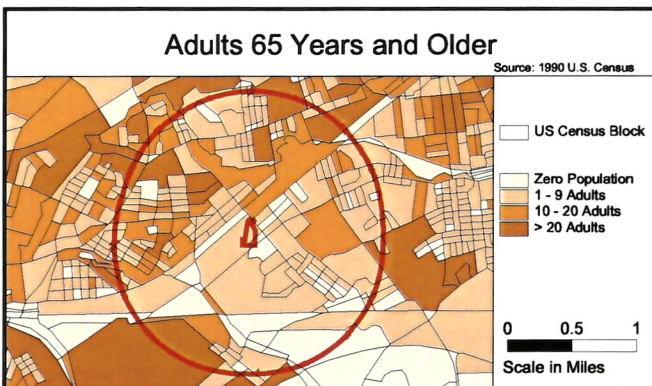 Adults 65 Years and Older
Source: 1990 U.S. Census
US Census Block
Zero Population
1 - 9 Adults
10 - 20 Adults
> 20 Adults
0 0.5 1
Scale in Miles